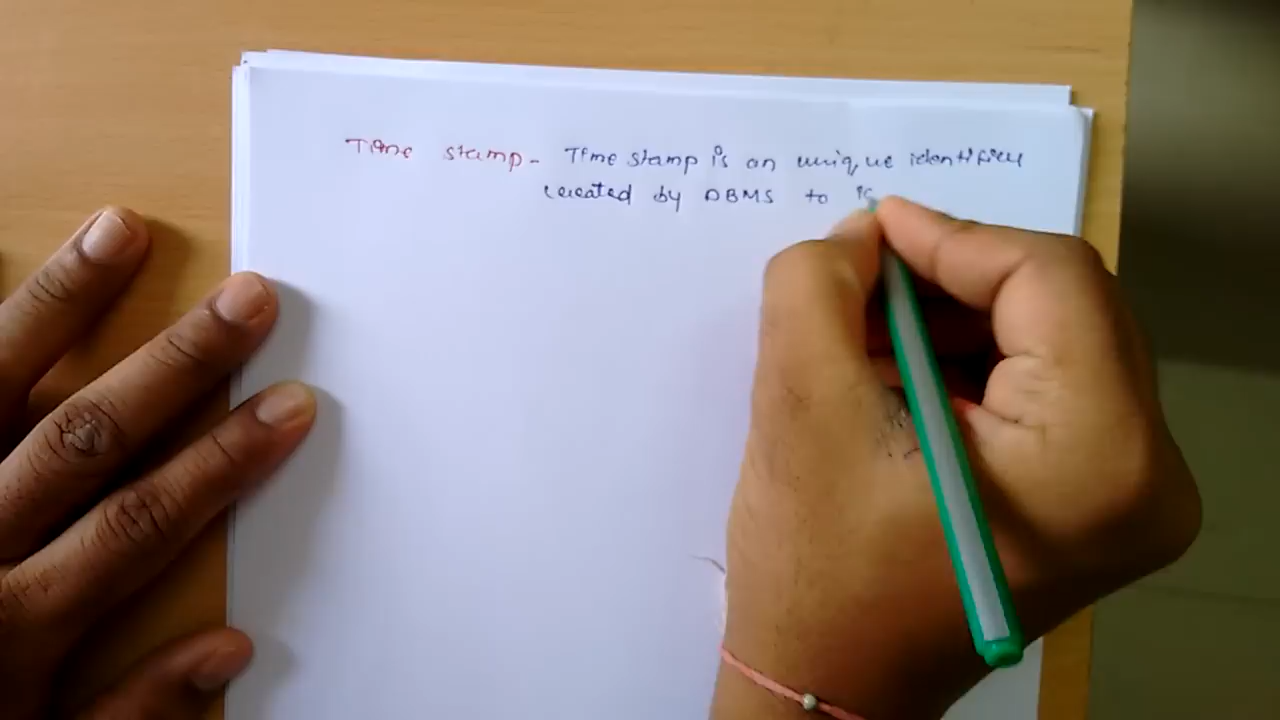 Time stamp - Time stamp is an unique identifier
created by DBMS to